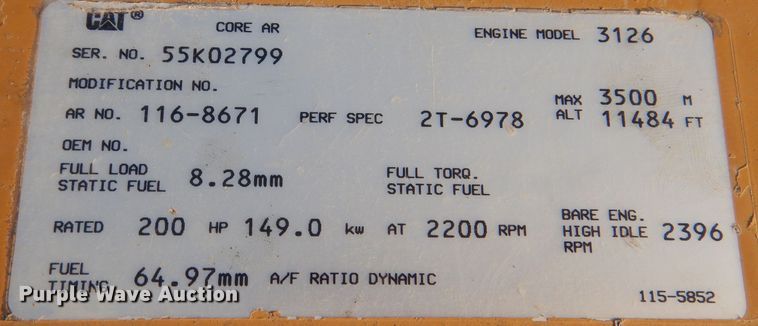 CAT ® CORE AR ENGINE MODEL 3126
SER. NO. 55K02799
MODIFICATION NO.
AR NO. 116-8671 PERF SPEC 2T-6978 MAX 3500 M
ALT 11484 FT
OEM NO.
FULL LOAD
STATIC FUEL 8.28mm FULL TORQ.
STATIC FUEL
RATED 200 HP 149.0 kw AT 2200 RPM BARE ENG.
HIGH IDLE 2396
RPM
FUEL
TIMING 64.97mm A/F RATIO DYNAMIC
115-5852
Purple Wave Auction